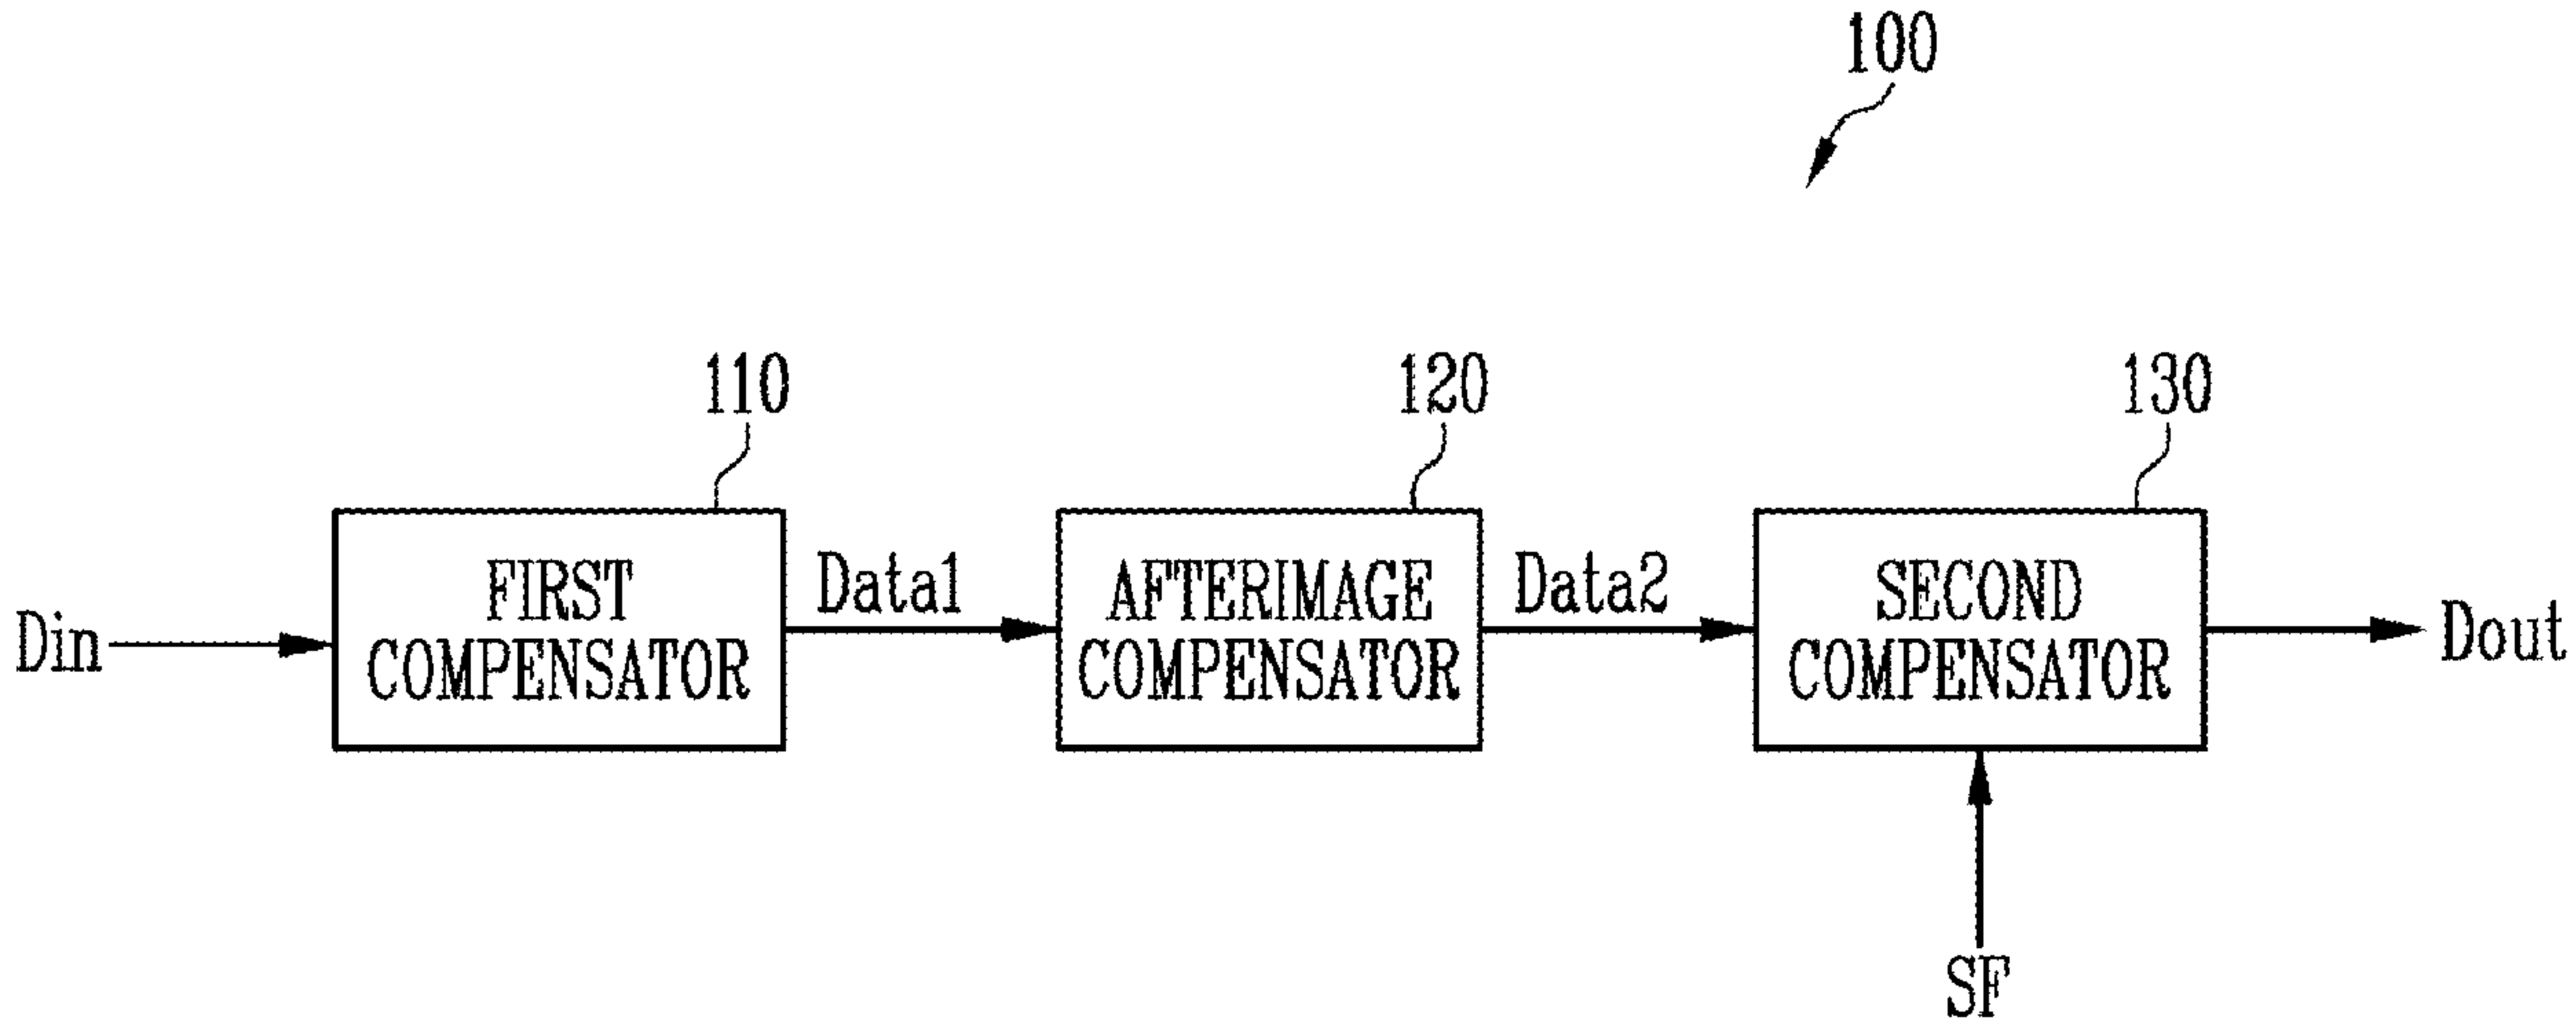 100
110
120
130
Din
FIRST
COMPENSATOR
Data1
AFTERIMAGE
COMPENSATOR
Data2
SECOND
COMPENSATOR
Dout
SF